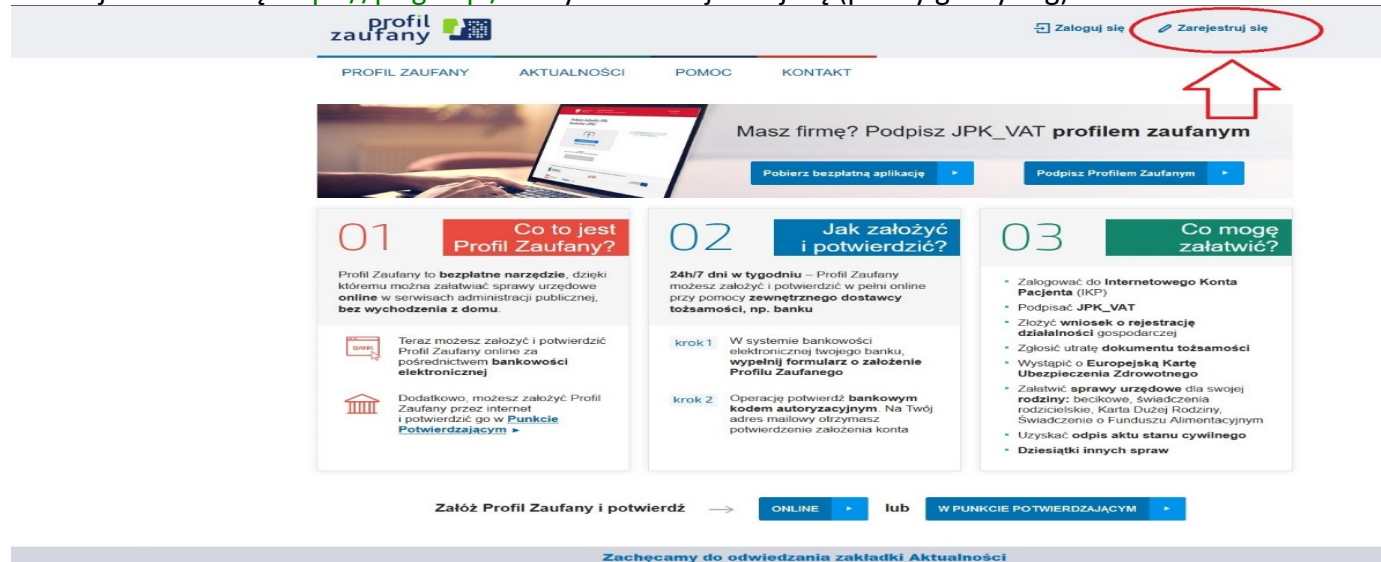 profil
zaufany
Zaloguj się
Zarejestruj się
PROFIL ZAUFANY
AKTUALNOŚCI
POMOC
KONTAKT
Masz firmę? Podpisz JPK_VAT profilem zaufanym
Pobierz bezpłatną aplikację
Podpisz Profilem Zaufanym
01
Co to jest
Profil Zaufany?
Profil Zaufany to bezpłatne narzędzie, dzięki
któremu można załatwiać sprawy urzędowe
online w serwisach administracji publicznej,
bez wychodzenia z domu.
BANK
Teraz możesz założyć i potwierdzić
Profil Zaufany online za
pośrednictwem bankowości
elektronicznej
Dodatkowo, możesz założyć Profil
Zaufany przez internet
i potwierdzić go w Punkcie
Potwierdzającym
02
Jak założyć
i potwierdzić?
24h/7 dni w tygodniu – Profil Zaufany
możesz założyć i potwierdzić w pełni online
przy pomocy zewnętrznego dostawcy
tożsamości, np. banku
krok 1
W systemie bankowości
elektronicznej twojego banku,
wypełnij formularz o założenie
Profilu Zaufanego
krok 2
Operację potwierdź bankowym
kodem autoryzacyjnym. Na Twój
adres mailowy otrzymasz
potwierdzenie założenia konta
03
Co mogę
załatwić?
Zalogować do Internetowego Konta
Pacjenta (IKP)
Podpisać JPK_VAT
Złożyć wniosek o rejestrację
działalności gospodarczej
Zgłosić utratę dokumentu tożsamości
Wystąpić o Europejską Kartę
Ubezpieczenia Zdrowotnego
Załatwić sprawy urzędowe dla swojej
rodziny: becikowe, świadczenia
rodzicielskie, Karta Dużej Rodziny,
Świadczenie o Funduszu Alimentacyjnym
Uzyskać odpis aktu stanu cywilnego
Dziesiątki innych spraw
Załóż Profil Zaufany i potwierdź
ONLINE
lub
W PUNKCIE POTWIERDZAJĄCYM
Zachęcamy do odwiedzania zakładki Aktualności